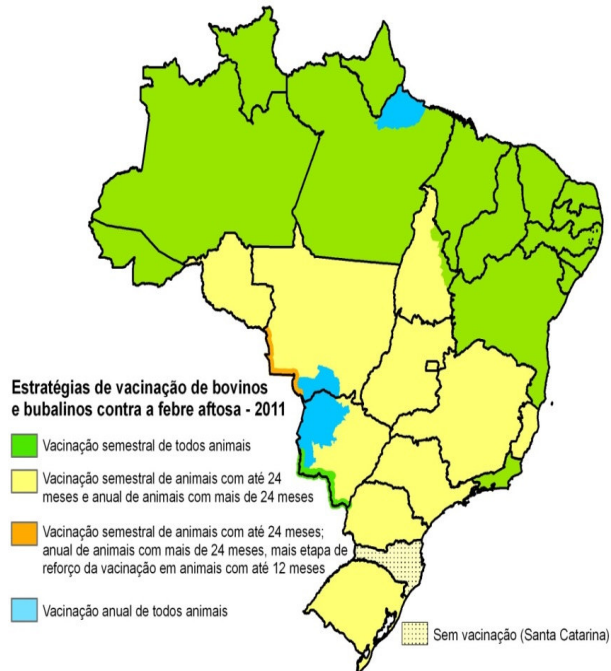 Estratégias de vacinação de bovinos
e bubalinos contra a febre aftosa - 2011
Vacinação semestral de todos animais
Vacinação semestral de animais com até 24
meses e anual de animais com mais de 24 meses
Vacinação semestral de animais com até 24 meses;
anual de animais com mais de 24 meses, mais etapa de
reforço da vacinação em animais com até 12 meses
Vacinação anual de todos animais
Sem vacinação (Santa Catarina)